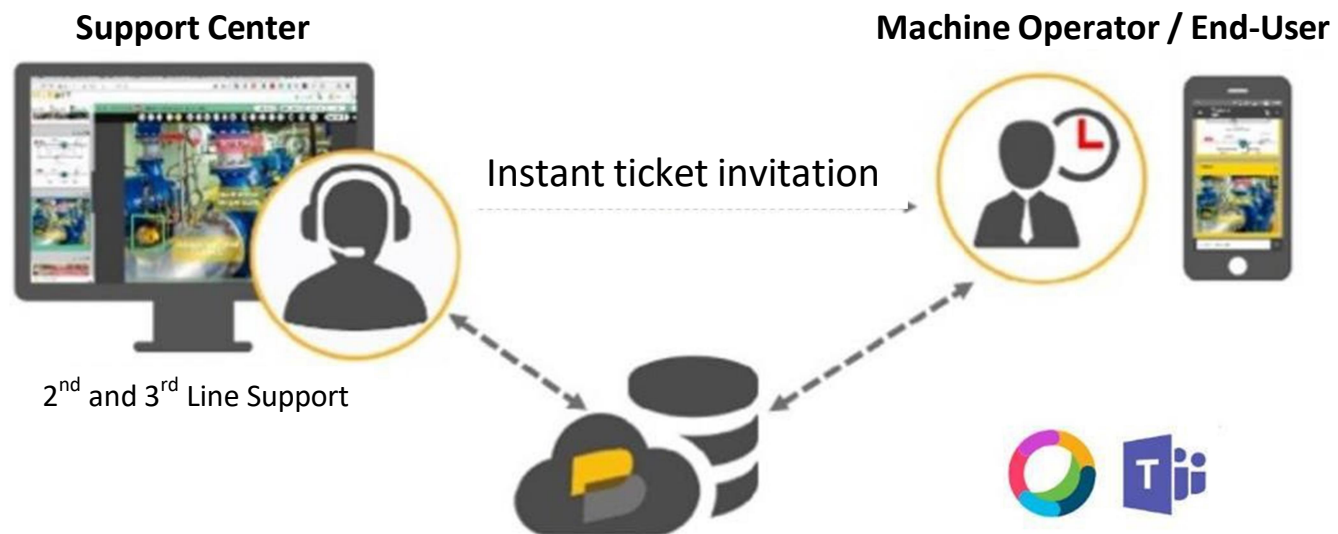 Support Center
Machine Operator / End-User
Instant ticket invitation
2nd and 3rd Line Support
T